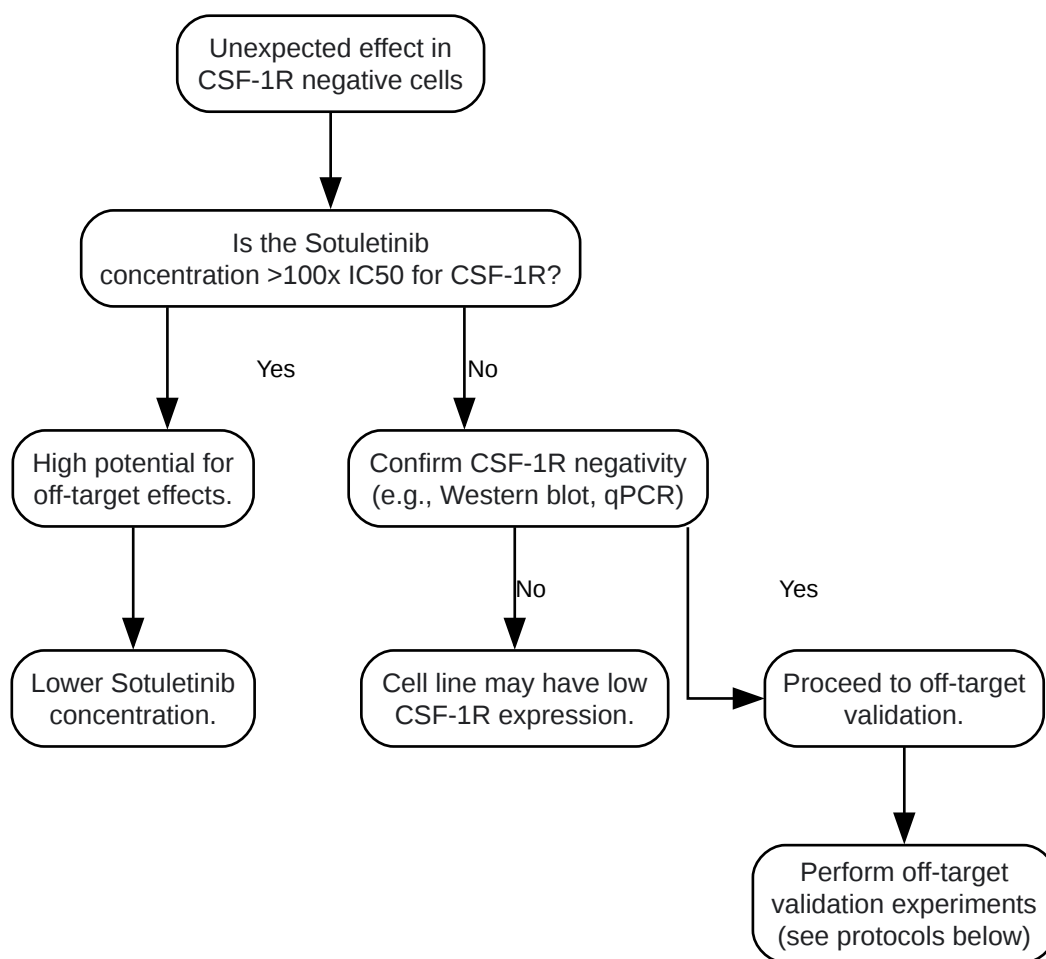 Unexpected effect in
CSF-1R negative cells
Is the Sotuletinib
concentration >100x IC50 for CSF-1R?
Yes
No
High potential for
off-target effects.
Confirm CSF-1R negativity
(e.g., Western blot, qPCR)
No
Yes
Lower Sotuletinib
concentration.
Cell line may have low
CSF-1R expression.
Proceed to off-target
validation.
Perform off-target
validation experiments
(see protocols below)